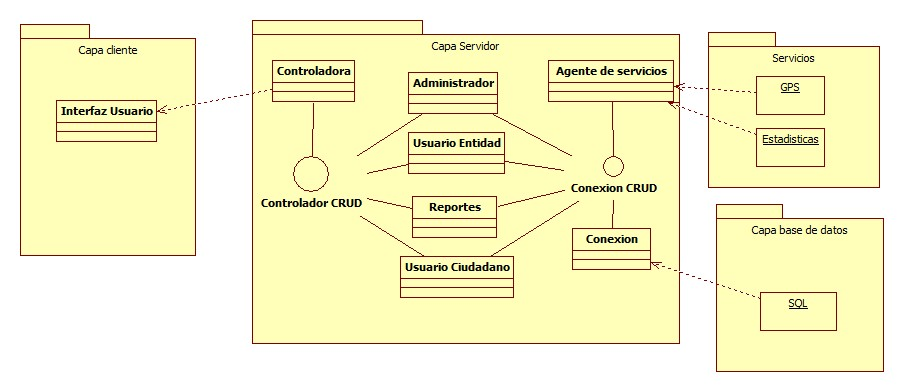 Capa cliente
Interfaz Usuario
Capa Servidor
Controladora
Administrador
Agente de servicios
Usuario Entidad
Controlador CRUD
Conexion CRUD
Reportes
Conexion
Usuario Ciudadano
Servicios
GPS
Estadisticas
Capa base de datos
SQL